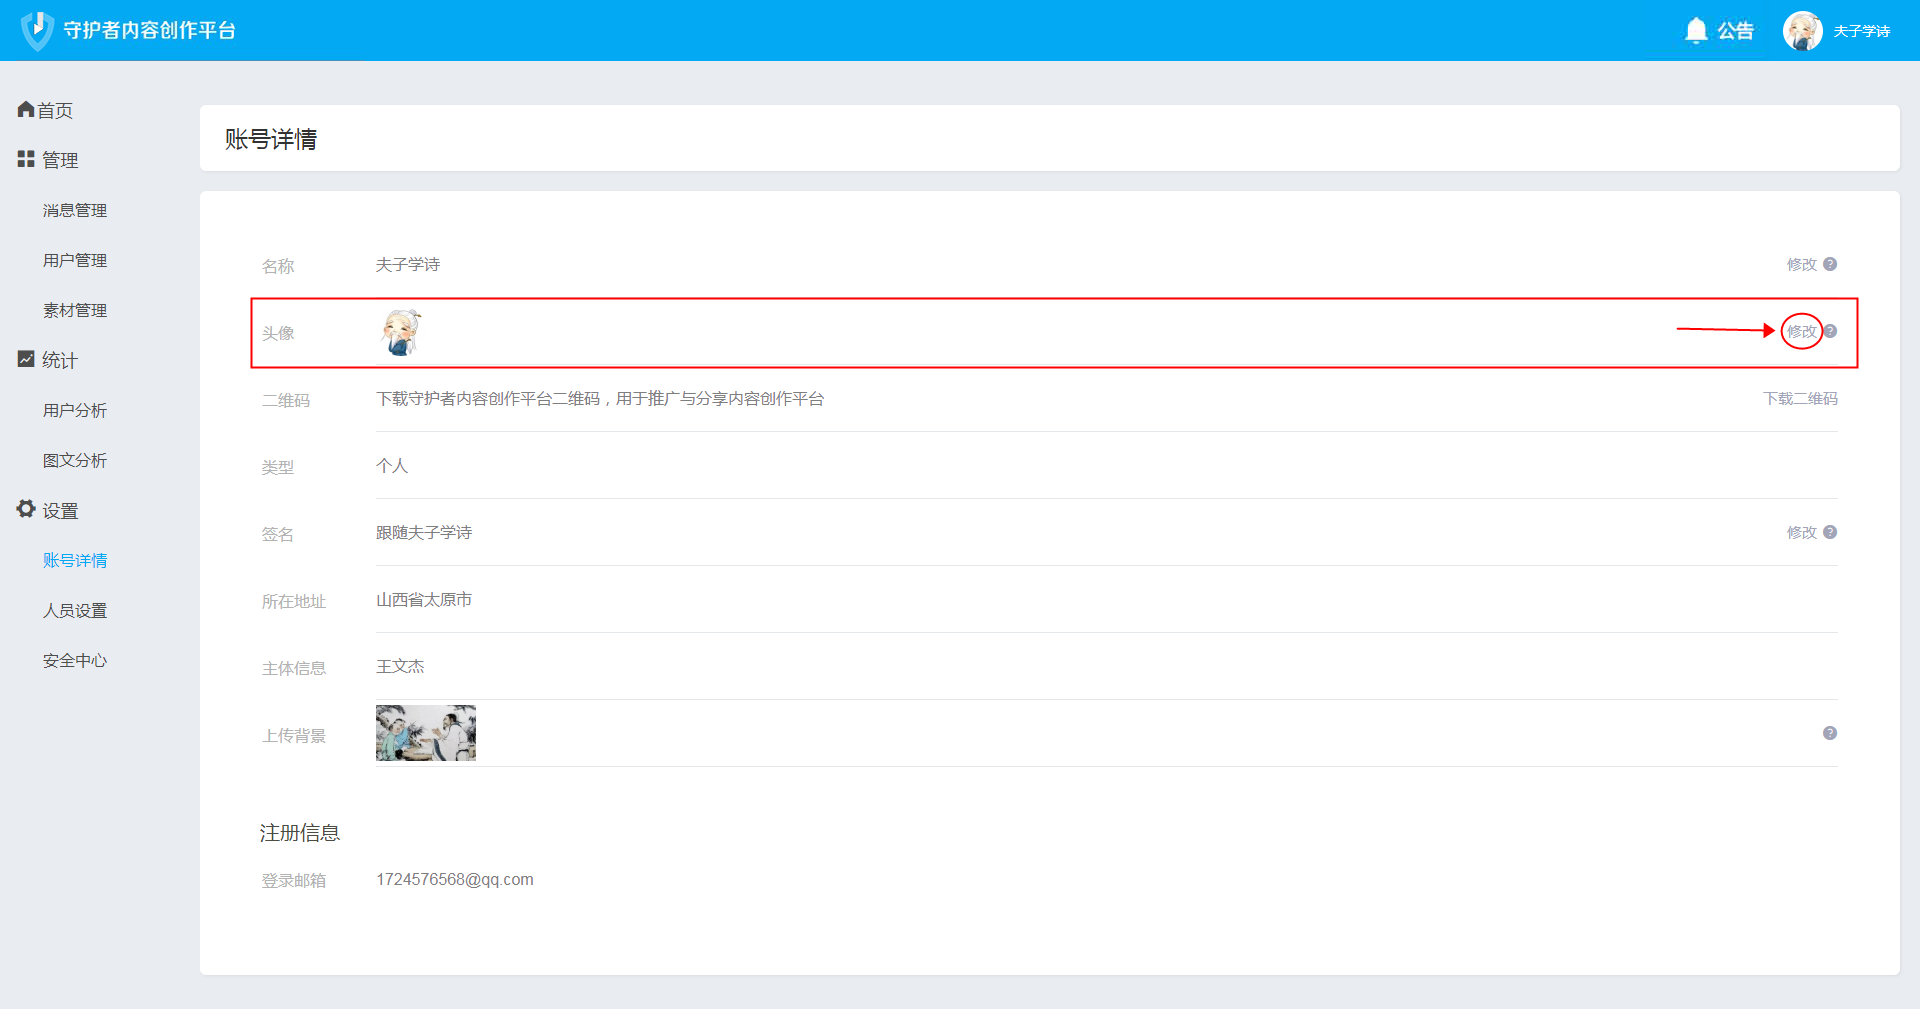 守护者内容创作平台
公告
夫子学诗
首页
管理
消息管理
用户管理
素材管理
统计
用户分析
图文分析
设置
账号详情
人员设置
安全中心
账号详情
名称 夫子学诗 修改 ?
头像 修改 ?
二维码 下载守护者内容创作平台二维码，用于推广与分享内容创作平台 下载二维码
类型 个人
签名 跟随夫子学诗 修改 ?
所在地址 山西省太原市
主体信息 王文杰
上传背景 ?
注册信息
登录邮箱 1724576568@qq.com